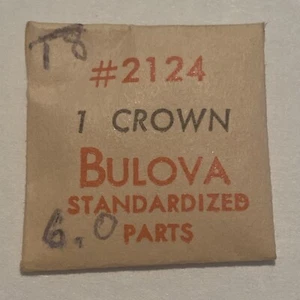 T8
#2124
1 CROWN
BULOVA
STANDARDIZED
6.0 PARTS